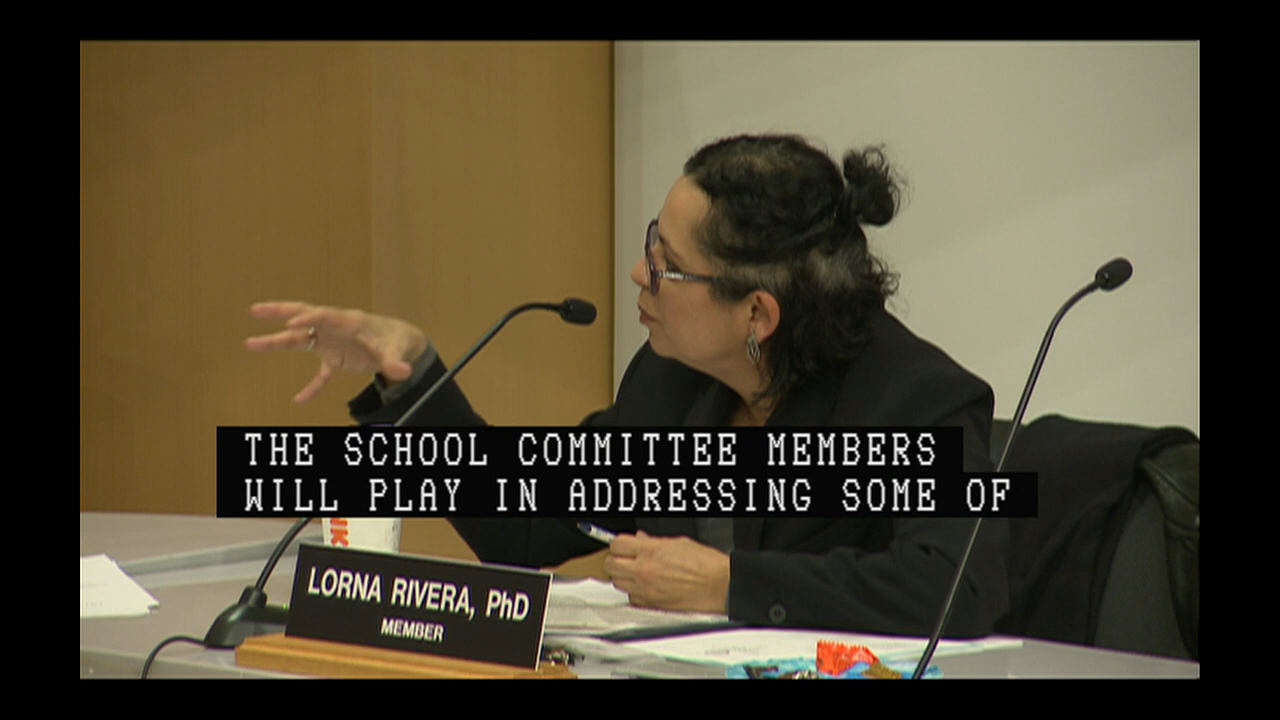 THE SCHOOL COMMITTEE MEMBERS
WILL PLAY IN ADDRESSING SOME OF
LORNA RIVERA, PhD
MEMBER